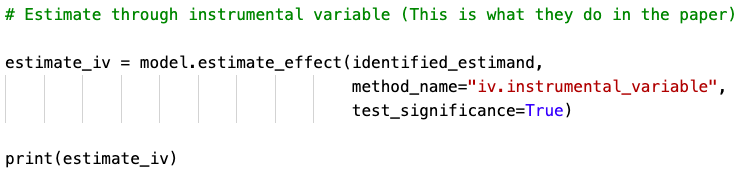 # Estimate through instrumental variable (This is what they do in the paper)
estimate_iv = model.estimate_effect(identified_estimand,
method_name="iv.instrumental_variable",
test_significance=True)
print(estimate_iv)